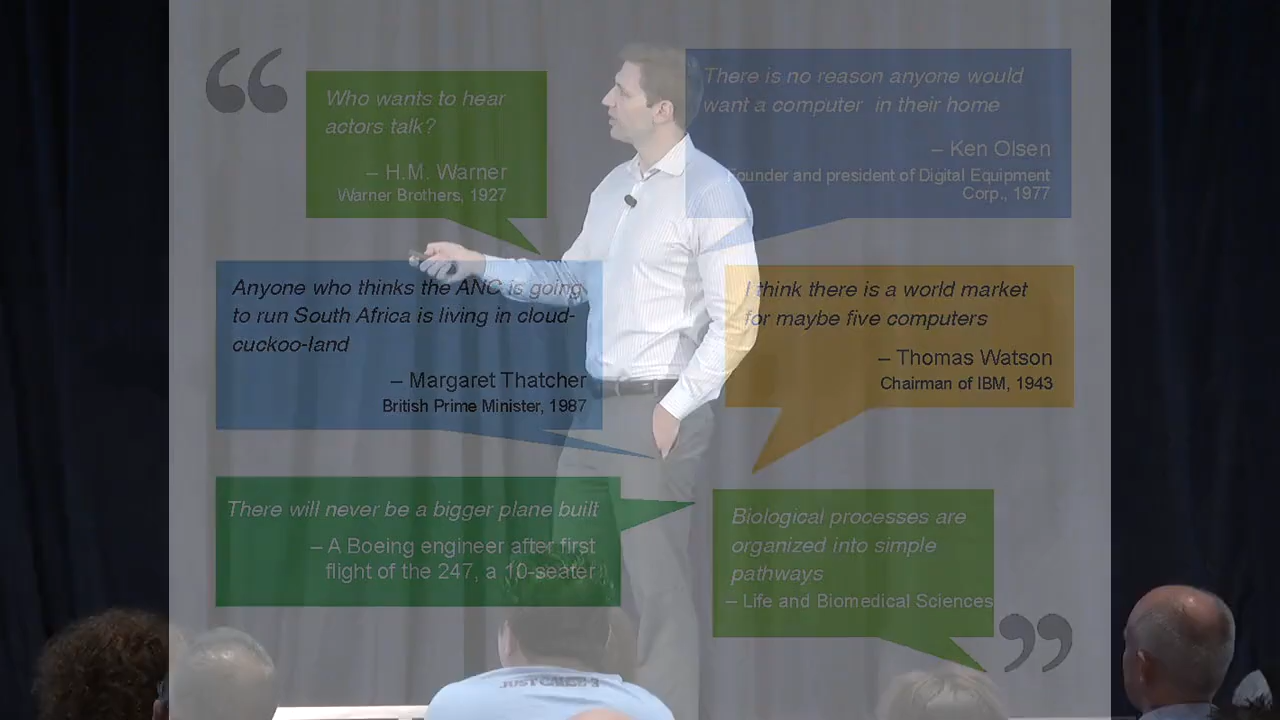 “
Who wants to hear
actors talk?
– H.M. Warner
Warner Brothers, 1927
There is no reason anyone would
want a computer in their home
– Ken Olsen
Founder and president of Digital Equipment
Corp., 1977
Anyone who thinks the ANC is going
to run South Africa is living in cloud-
cuckoo-land
– Margaret Thatcher
British Prime Minister, 1987
I think there is a world market
for maybe five computers
– Thomas Watson
Chairman of IBM, 1943
There will never be a bigger plane built
– A Boeing engineer after first
flight of the 247, a 10-seater
Biological processes are
organized into simple
pathways
– Life and Biomedical Sciences
”